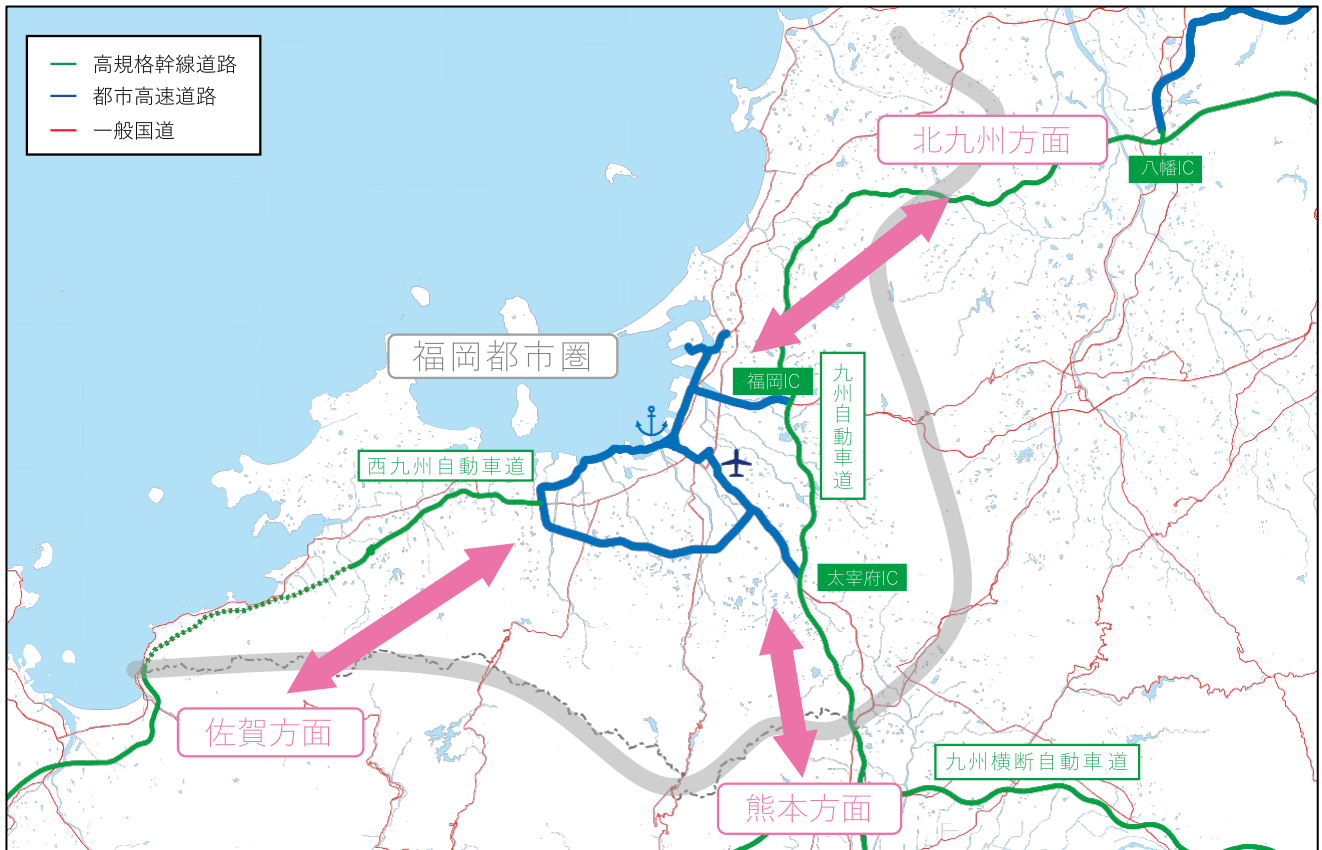 高規格幹線道路
都市高速道路
一般国道
北九州方面
八幡IC
福岡都市圏
福岡IC
九州自動車道
西九州自動車道
太宰府IC
佐賀方面
九州横断自動車道
熊本方面